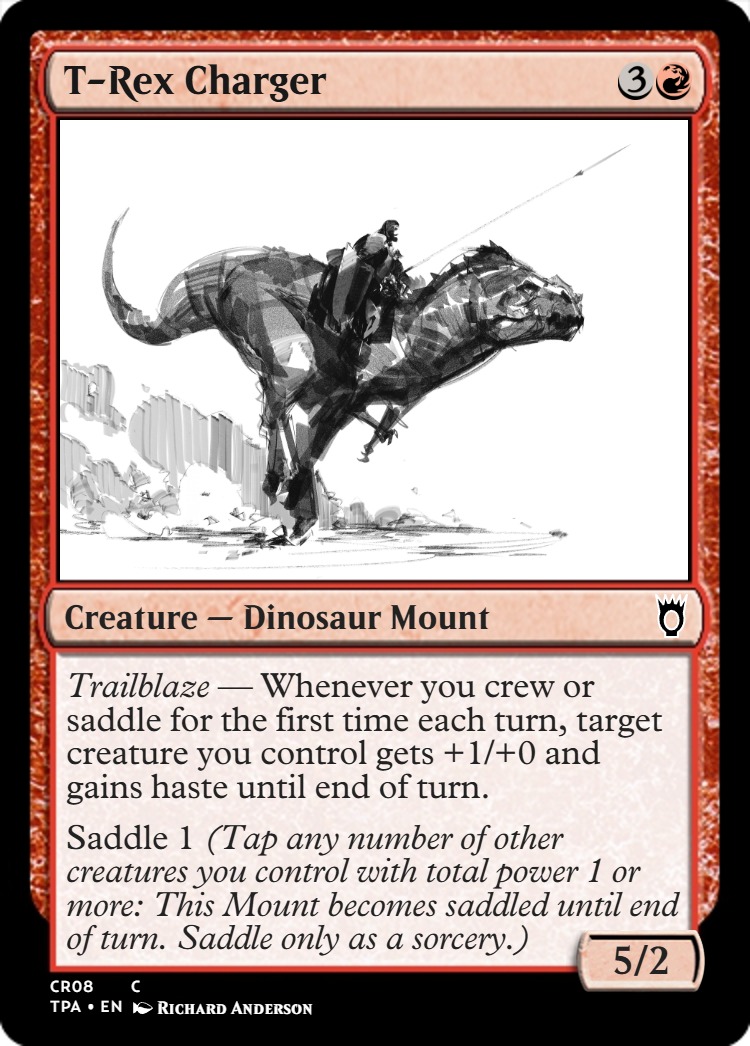 T-Rex Charger 3
Creature — Dinosaur Mount
Trailblaze — Whenever you crew or
saddle for the first time each turn, target
creature you control gets +1/+0 and
gains haste until end of turn.
Saddle 1 (Tap any number of other
creatures you control with total power 1 or
more: This Mount becomes saddled until end
of turn. Saddle only as a sorcery.)
5/2
CR08 C
TPA • EN Richard Anderson